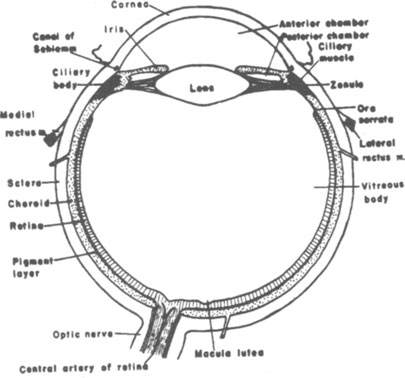 Cornea
Iris
Canal of
Schlemm
Ciliary
body
Medial
rectus m.
Sclera
Choroid
Retina
Pigment
layer
Optic nerve
Central artery of retina
Macula lutea
Lens
Anterior chamber
Posterior chamber
Ciliary
muscle
Zonule
Ora
serrata
Lateral
rectus m.
Vitreous
body